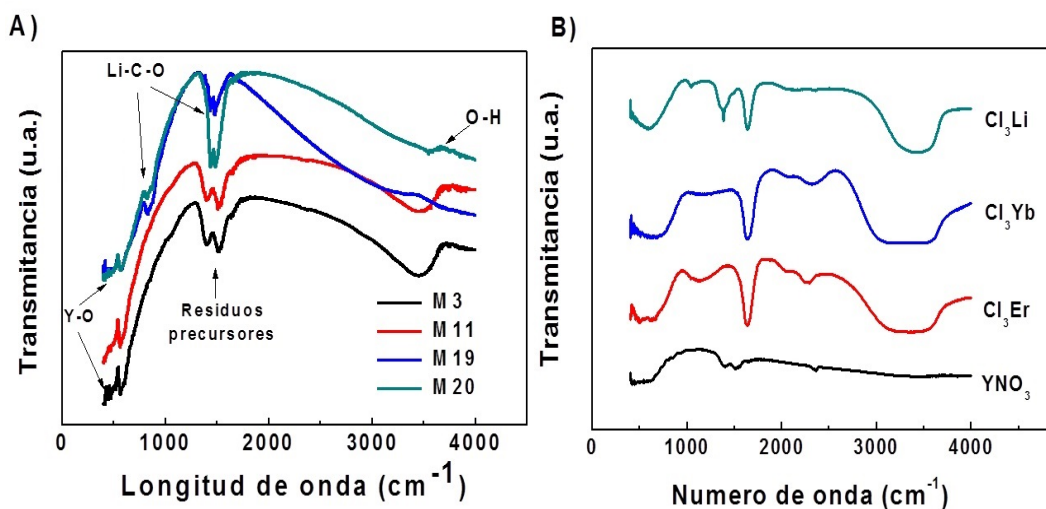 A)
Transmitancia (u.a.)
Li-C-O
O-H
Y-O
Residuos
precursores
M 3
M 11
M 19
M 20
0 1000 2000 3000 4000
Longitud de onda (cm⁻¹)
B)
Transmitancia (u.a.)
Cl₃Li
Cl₃Yb
Cl₃Er
YNO₃
0 1000 2000 3000 4000
Numero de onda (cm⁻¹)